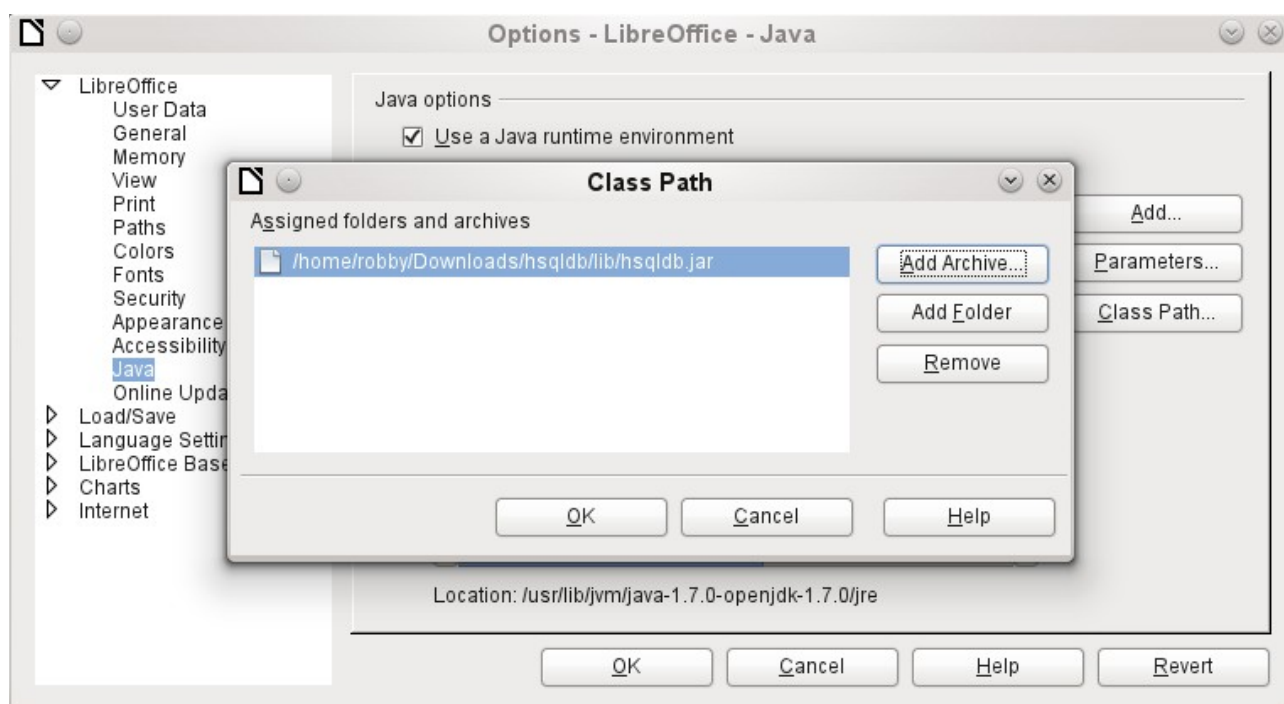 Options - LibreOffice - Java
LibreOffice
User Data
General
Memory
View
Print
Paths
Colors
Fonts
Security
Appearance
Accessibility
Java
Online Upda
Load/Save
Language Settin
LibreOffice Base
Charts
Internet
Java options
Use a Java runtime environment
Add...
Parameters...
Class Path...
Class Path
Assigned folders and archives
/home/robby/Downloads/hsqldb/lib/hsqldb.jar
Add Archive...
Add Folder
Remove
OK Cancel Help
Location: /usr/lib/jvm/java-1.7.0-openjdk-1.7.0/jre
OK Cancel Help Revert